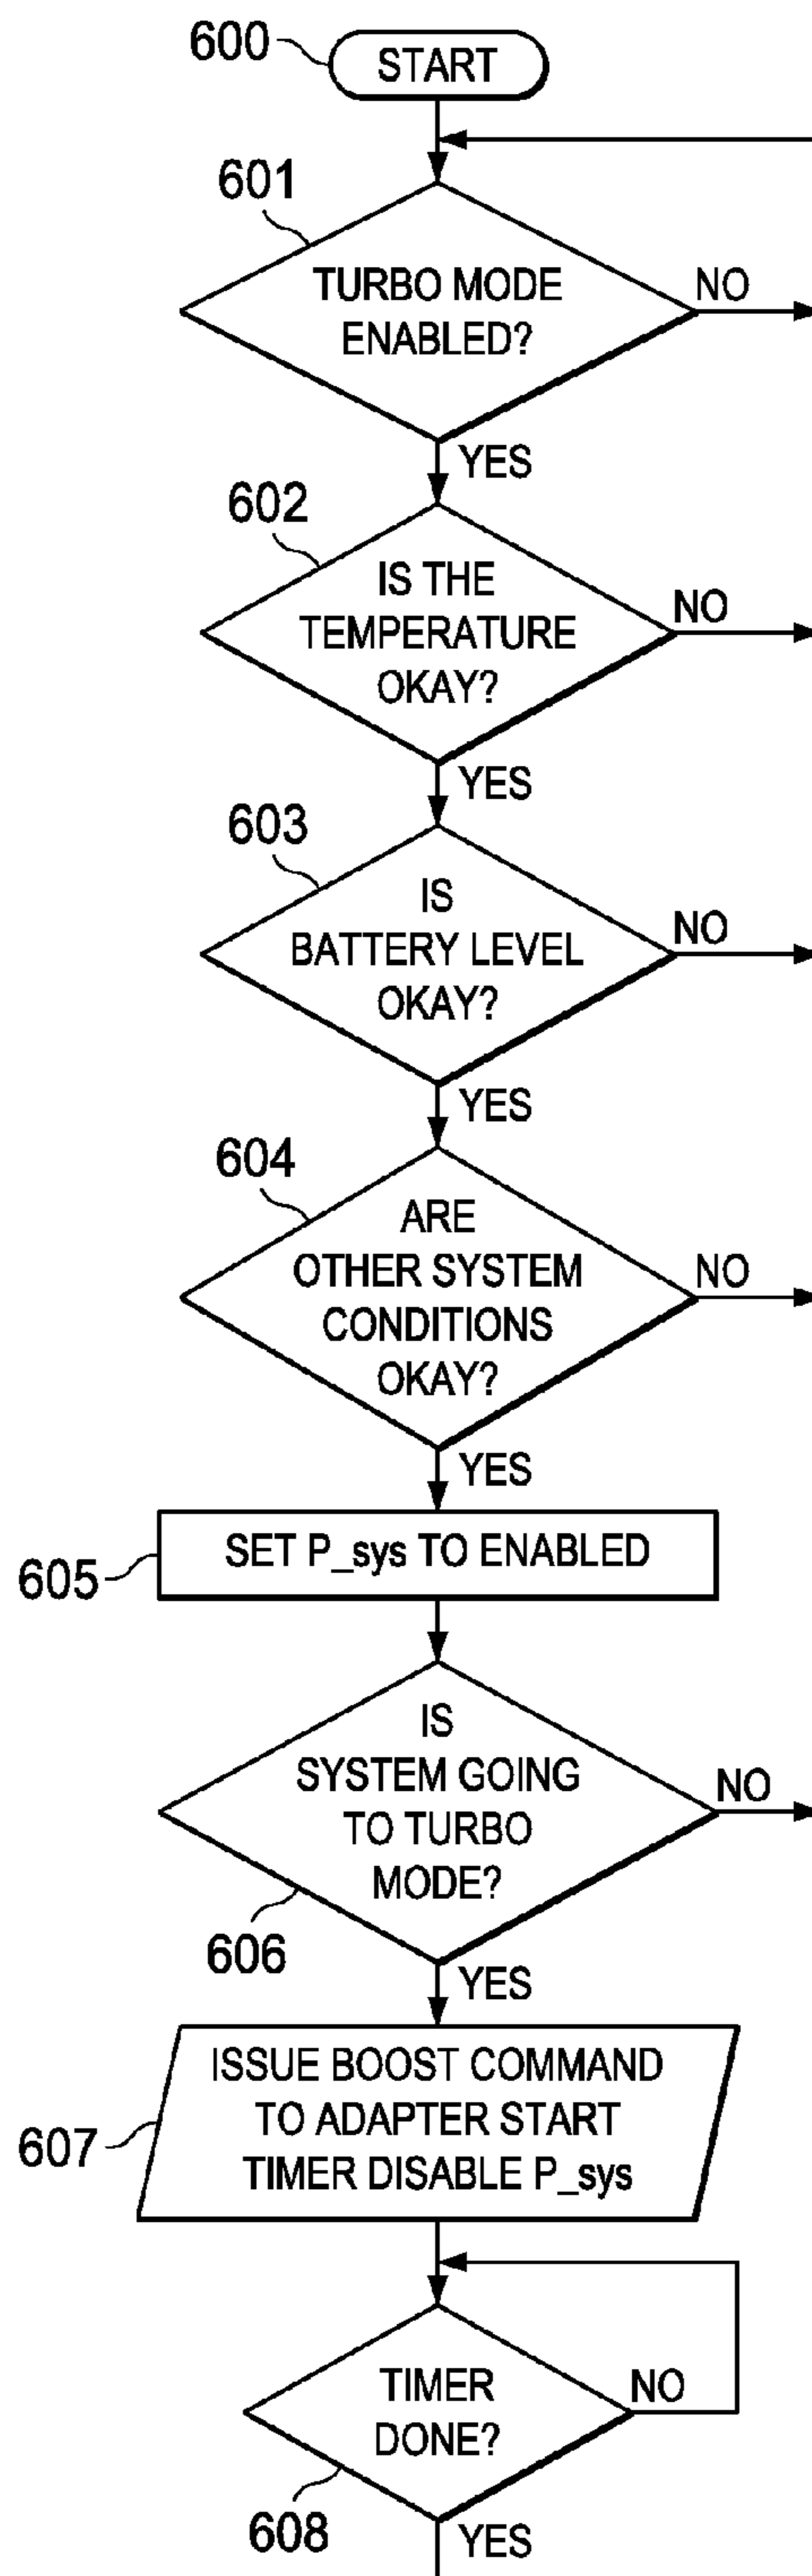 600
START
601
TURBO MODE
ENABLED?
NO
YES
602
IS THE
TEMPERATURE
OKAY?
NO
YES
603
IS
BATTERY LEVEL
OKAY?
NO
YES
604
ARE
OTHER SYSTEM
CONDITIONS
OKAY?
NO
YES
605
SET P_sys TO ENABLED
IS
SYSTEM GOING
TO TURBO
MODE?
NO
606
YES
607
ISSUE BOOST COMMAND
TO ADAPTER START
TIMER DISABLE P_sys
TIMER
DONE?
NO
608
YES